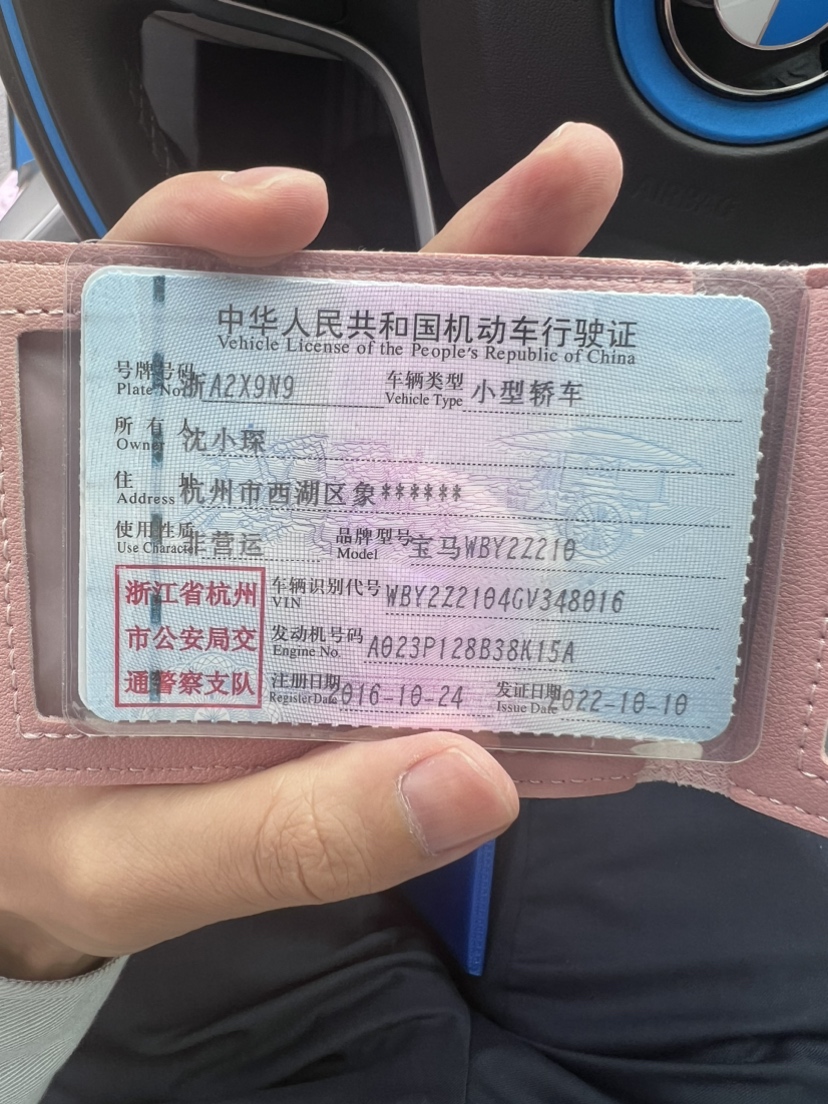 中华人民共和国机动车行驶证
Vehicle License of the People's Republic of China
号牌号码 浙A2X9N9 车辆类型 小型轿车
Plate No. Vehicle Type
所有人 沈小琛
Owner
住址 杭州市西湖区象******
Address
使用性质 非营运 品牌型号 宝马WBY2Z210
Use Character Model
浙江省杭州
市公安局交
通警察支队
车辆识别代号 WBY2Z2104GV348016
VIN
发动机号码 A023P128B38K15A
Engine No.
注册日期 2016-10-24 发证日期 2022-10-10
Register Date Issue Date
AIRBAG